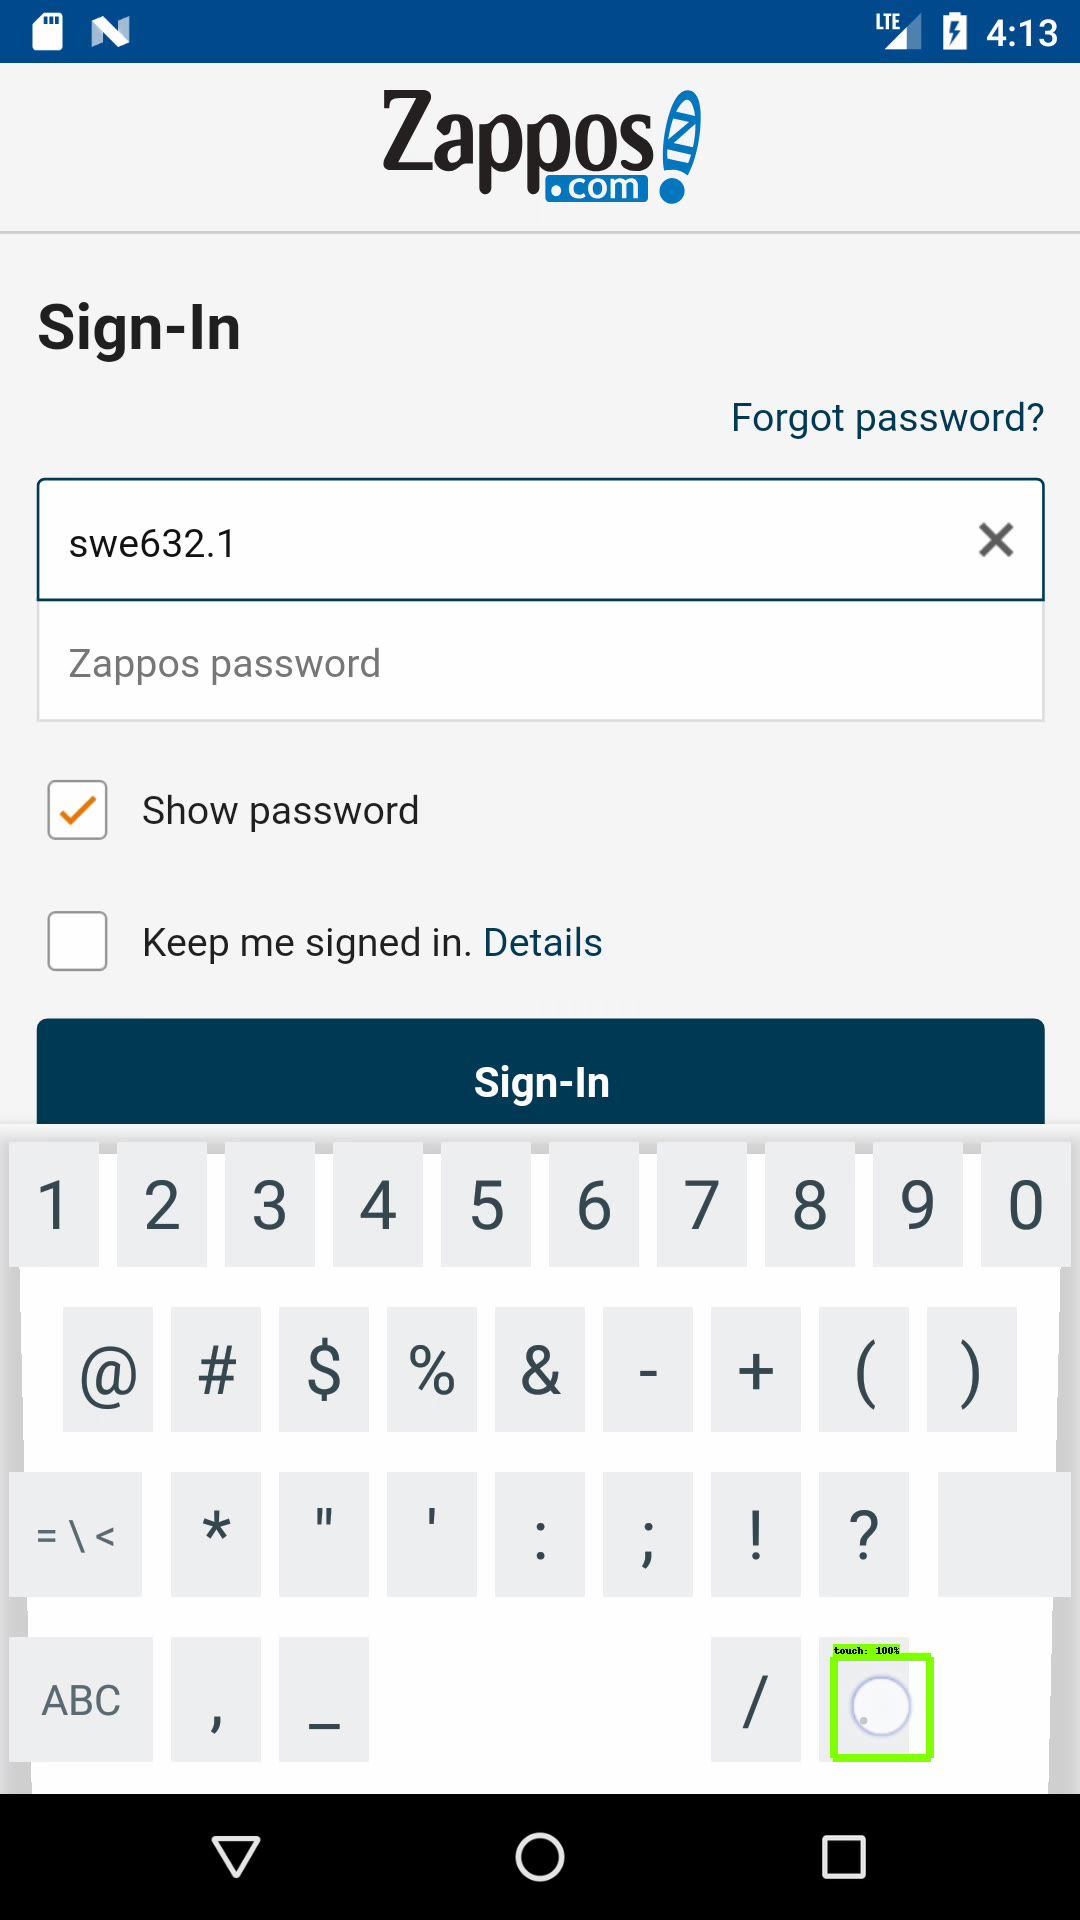 LTE 4:13
Zappos
.com
Sign-In
Forgot password?
swe632.1
Zappos password
Show password
Keep me signed in. Details
Sign-In
1 2 3 4 5 6 7 8 9 0
@ # $ % & - + ( )
= \ < * " ' : ; ! ?
touch: 100%
ABC , _ / .